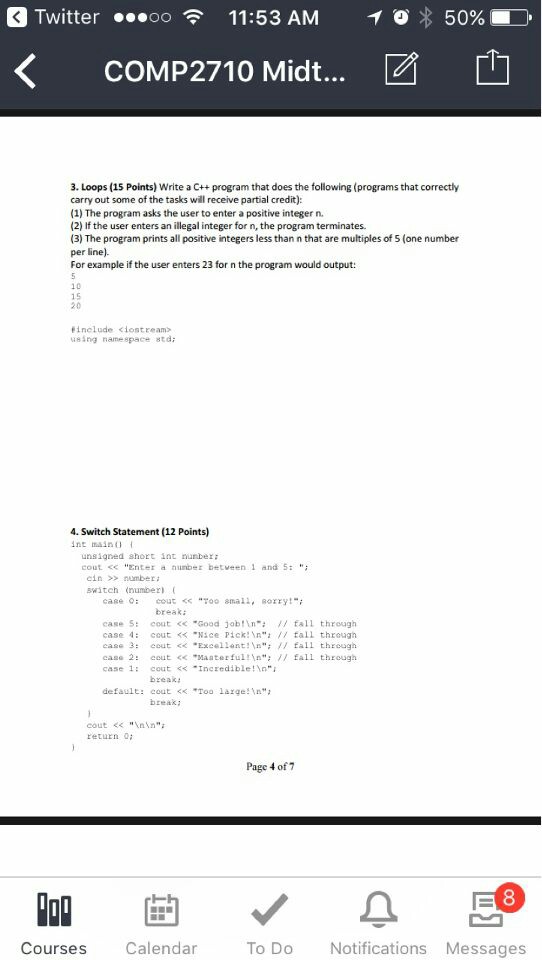 Twitter 11:53 AM 50%
COMP2710 Midt...
3. Loops (15 Points) Write a C++ program that does the following (programs that correctly
carry out some of the tasks will receive partial credit):
(1) The program asks the user to enter a positive integer n.
(2) If the user enters an illegal integer for n, the program terminates.
(3) The program prints all positive integers less than n that are multiples of 5 (one number
per line).
For example if the user enters 23 for n the program would output:
5
10
15
20
#include <iostream>
using namespace std;
4. Switch Statement (12 Points)
int main() {
unsigned short int number;
cout << "Enter a number between 1 and 5: ";
cin >> number;
switch (number) {
case 0: cout << "Too small, sorry!";
break;
case 5: cout << "Good job!\n"; // fall through
case 4: cout << "Nice Pick!\n"; // fall through
case 3: cout << "Excellent!\n"; // fall through
case 2: cout << "Masterful!\n"; // fall through
case 1: cout << "Incredible!\n";
break;
default: cout << "Too large!\n";
break;
}
cout << "\n\n";
return 0;
}
Page 4 of 7
8
Courses Calendar To Do Notifications Messages